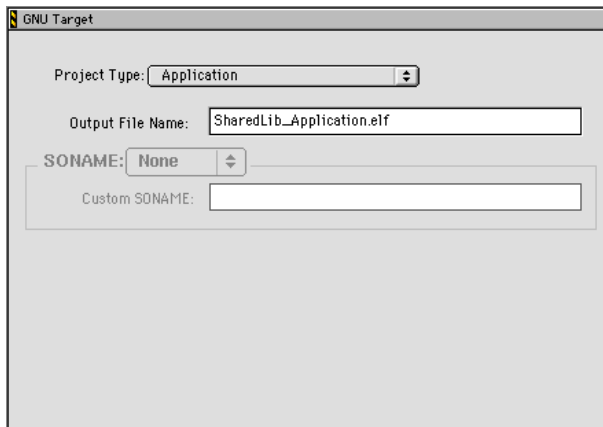 GNU Target
Project Type: Application
Output File Name: SharedLib_Application.elf
SONAME: None
Custom SONAME: